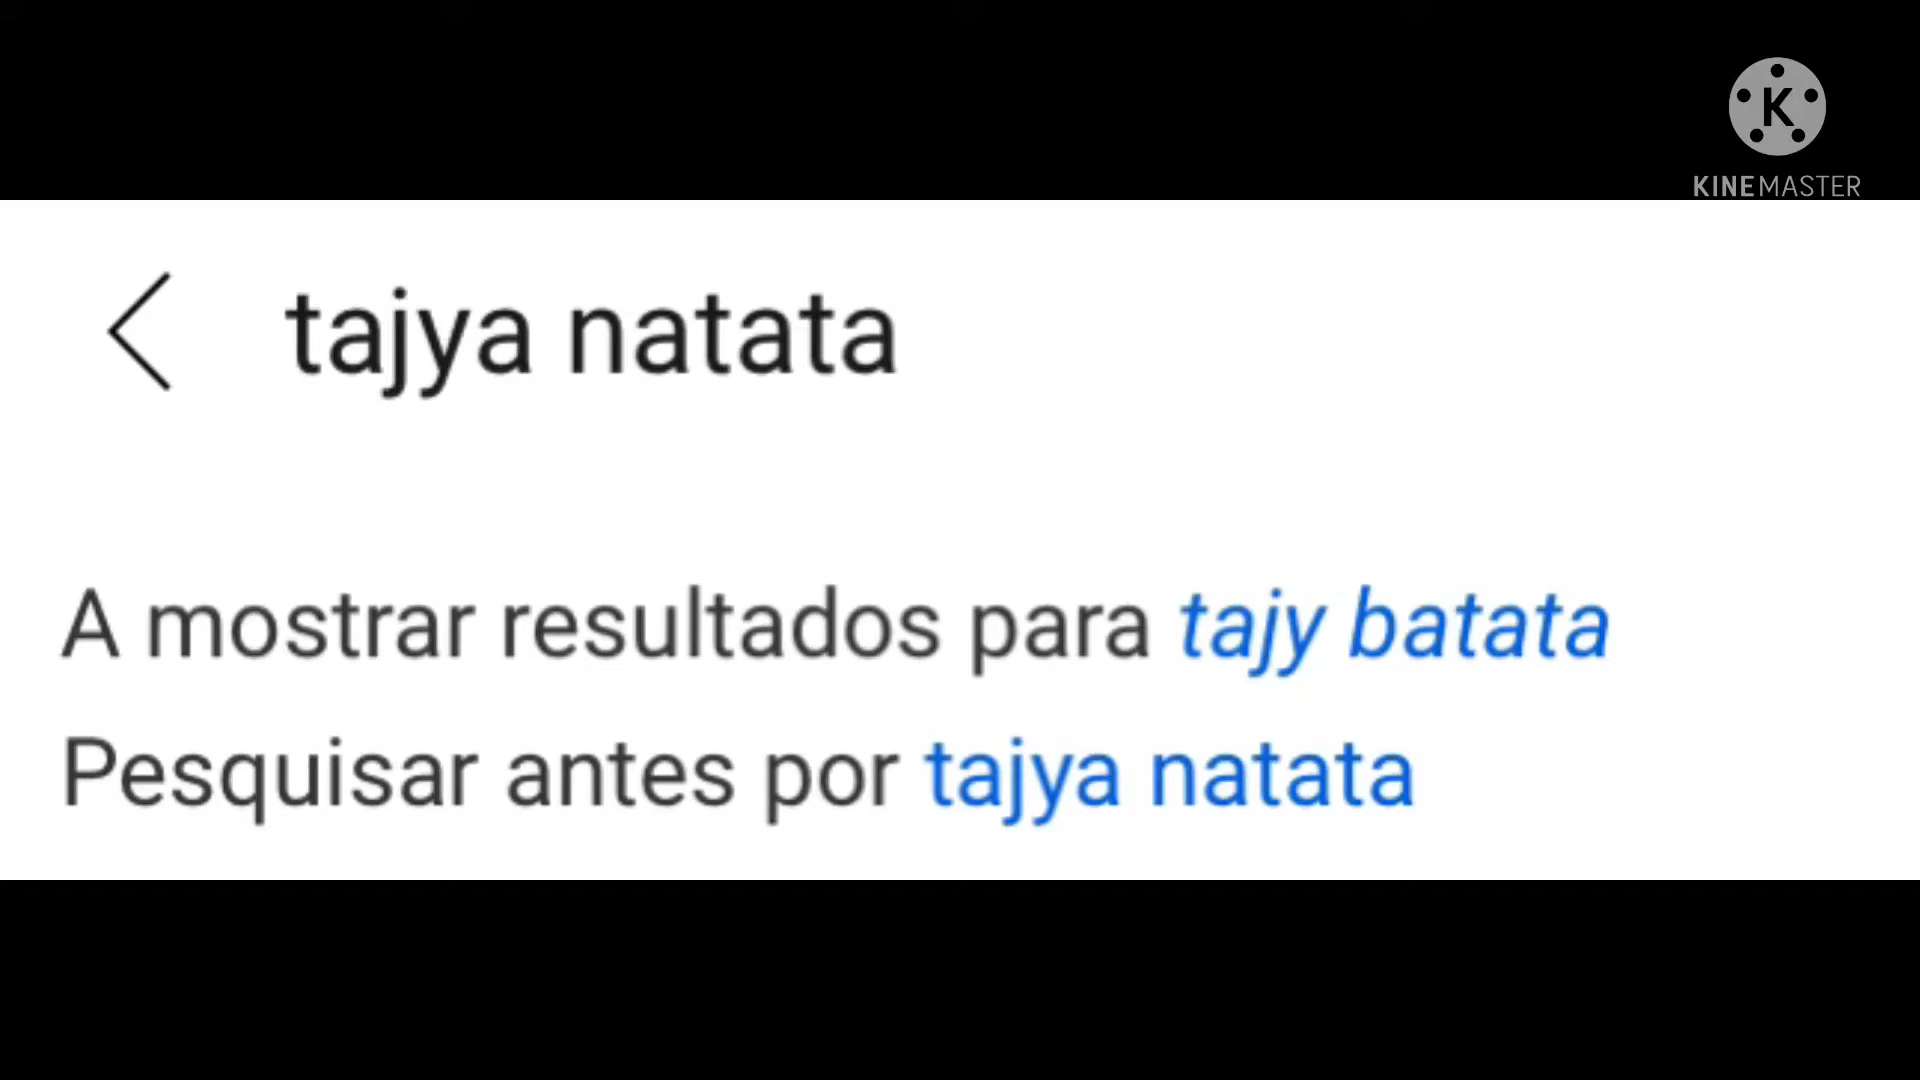 K
KINEMASTER
tajya natata
A mostrar resultados para tajy batata
Pesquisar antes por tajya natata